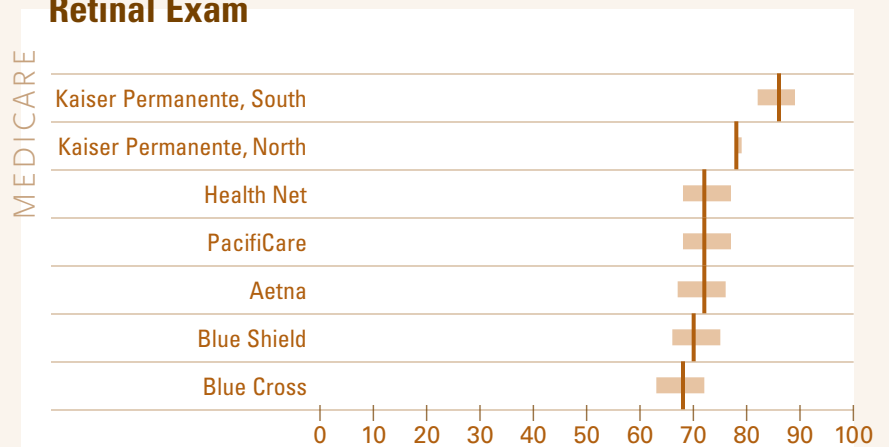 Retinal Exam
MEDICARE
Kaiser Permanente, South
Kaiser Permanente, North
Health Net
PacifiCare
Aetna
Blue Shield
Blue Cross
0 10 20 30 40 50 60 70 80 90 100